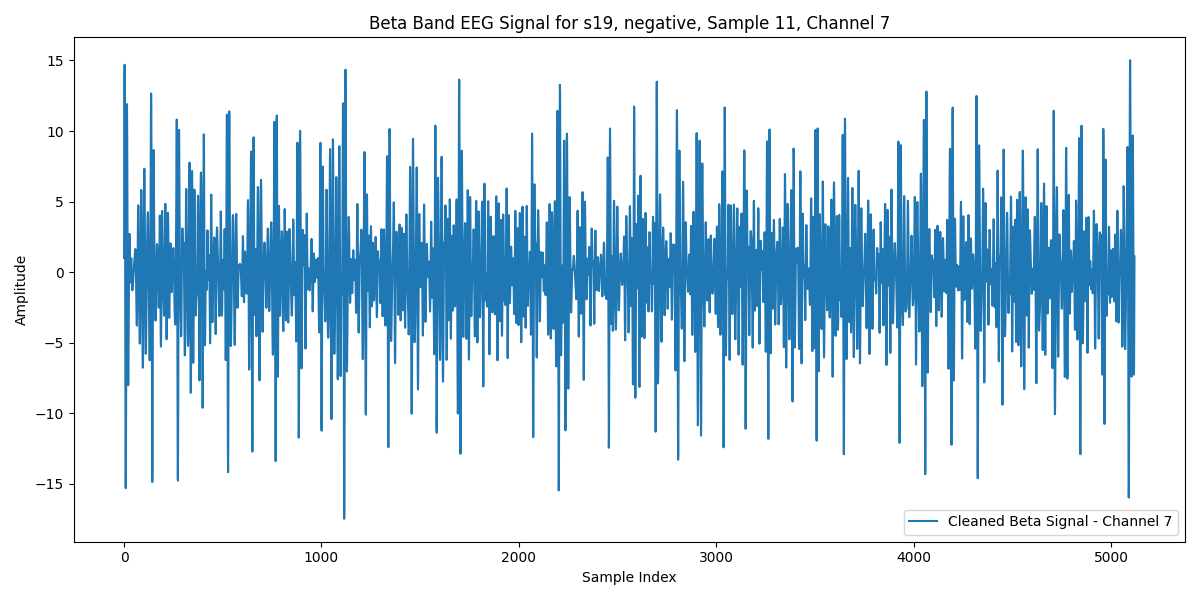 Beta Band EEG Signal for s19, negative, Sample 11, Channel 7
15
10
5
0
−5
−10
−15
Amplitude
0 1000 2000 3000 4000 5000
Sample Index
Cleaned Beta Signal - Channel 7